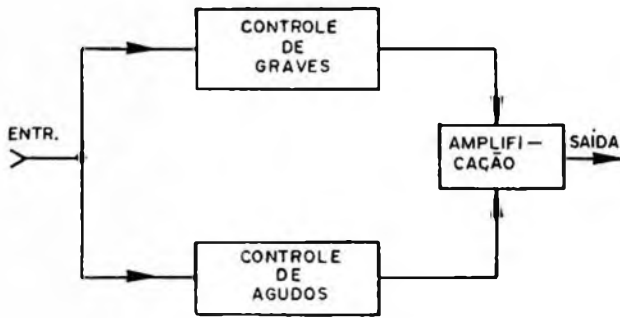 CONTROLE
DE
GRAVES
ENTR.
AMPLIFI—
CAÇÃO
SAÍDA
CONTROLE
DE
AGUDOS